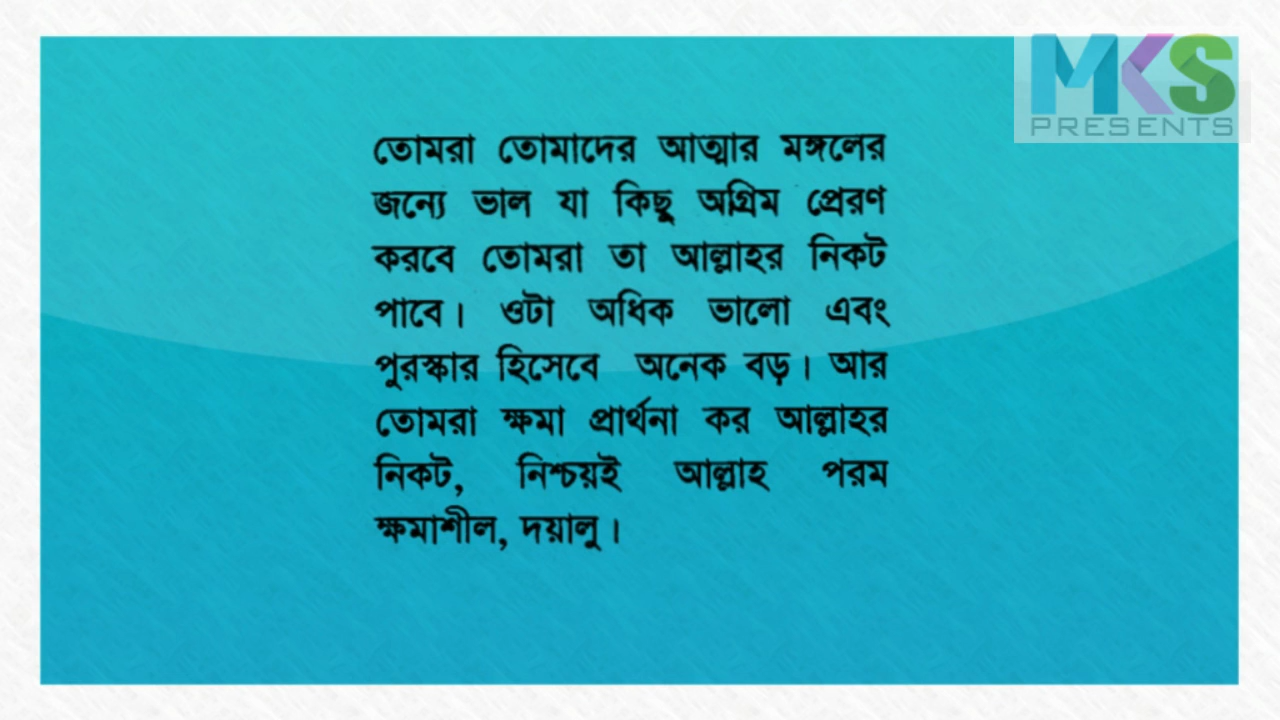 MKS
PRESENTS
তোমরা তোমাদের আত্মার মঙ্গলের
জন্যে ভাল যা কিছু অগ্রিম প্রেরণ
করবে তোমরা তা আল্লাহর নিকট
পাবে। ওটা অধিক ভালো এবং
পুরস্কার হিসেবে অনেক বড়। আর
তোমরা ক্ষমা প্রার্থনা কর আল্লাহর
নিকট, নিশ্চয়ই আল্লাহ পরম
ক্ষমাশীল, দয়ালু।